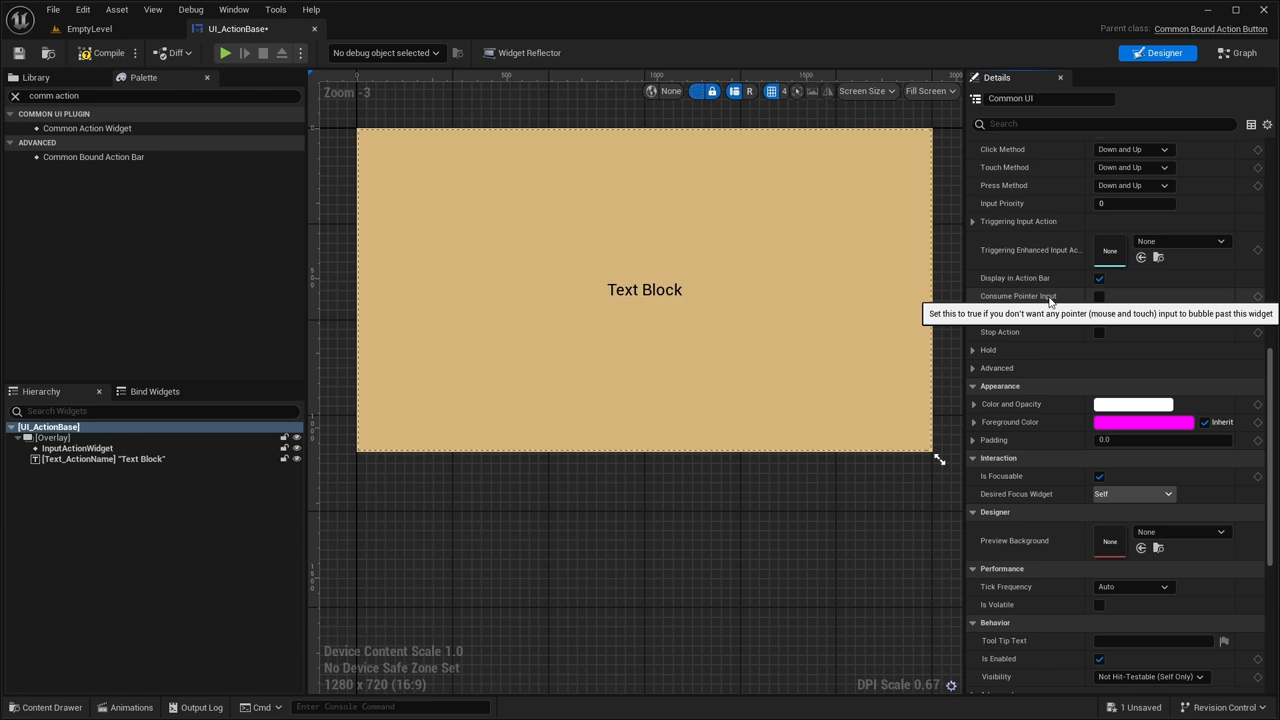 File Edit Asset View Debug Window Tools Help
EmptyLevel
UI_ActionBase*
Parent class: Common Bound Action Button
Compile
Diff
No debug object selected
Widget Reflector
Designer
Graph
Library
Palette
comm action
COMMON UI PLUGIN
Common Action Widget
ADVANCED
Common Bound Action Bar
Hierarchy
Bind Widgets
Search Widgets
[UI_ActionBase]
[Overlay]
InputActionWidget
[Text_ActionName] "Text Block"
0 500 1000 1500 2000
Zoom -3
None
R
4
Screen Size
Fill Screen
0
500
1000
1500
Text Block
Device Content Scale 1.0
No Device Safe Zone Set
1280 x 720 (16:9)
DPI Scale 0.67
Details
Common UI
Search
Click Method Down and Up
Touch Method Down and Up
Press Method Down and Up
Input Priority 0
Triggering Input Action
Triggering Enhanced Input Ac... None None
Display in Action Bar
Consume Pointer Input
Set this to true if you don't want any pointer (mouse and touch) input to bubble past this widget
Stop Action
Hold
Advanced
Appearance
Color and Opacity
Foreground Color Inherit
Padding 0.0
Interaction
Is Focusable
Desired Focus Widget Self
Designer
Preview Background None None
Performance
Tick Frequency Auto
Is Volatile
Behavior
Tool Tip Text
Is Enabled
Visibility Not Hit-Testable (Self Only)
Content Drawer
Animations
Output Log
Cmd
Enter Console Command
1 Unsaved
Revision Control